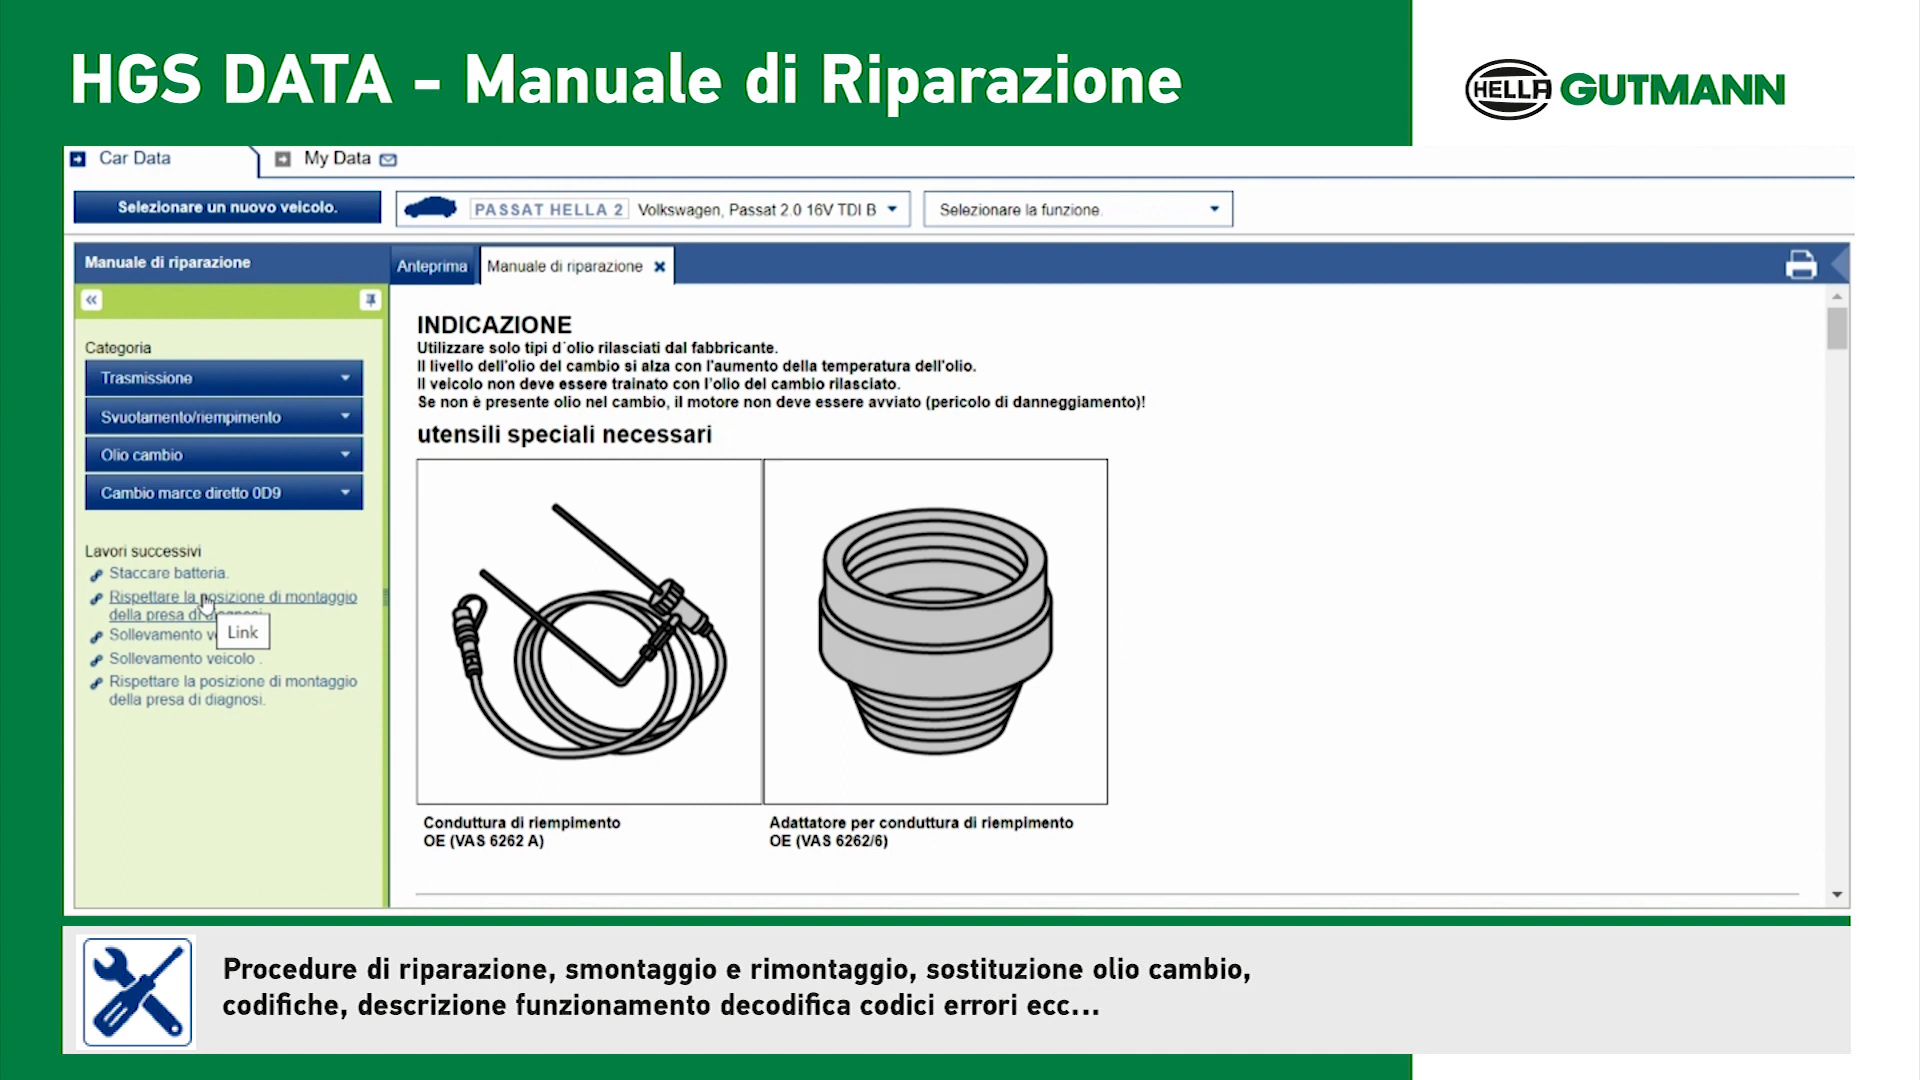 HGS DATA - Manuale di Riparazione
HELLA GUTMANN
Car Data
My Data
Selezionare un nuovo veicolo.
PASSAT HELLA 2
Volkswagen, Passat 2.0 16V TDI B
Selezionare la funzione.
Manuale di riparazione
Anteprima
Manuale di riparazione
Categoria
Trasmissione
Svuotamento/riempimento
Olio cambio
Cambio marce diretto 0D9
Lavori successivi
Staccare batteria.
Rispettare la posizione di montaggio
della presa di diagnosi.
Sollevamento
Link
Sollevamento veicolo .
Rispettare la posizione di montaggio
della presa di diagnosi.
INDICAZIONE
Utilizzare solo tipi d´olio rilasciati dal fabbricante.
Il livello dell'olio del cambio si alza con l'aumento della temperatura dell'olio.
Il veicolo non deve essere trainato con l'olio del cambio rilasciato.
Se non è presente olio nel cambio, il motore non deve essere avviato (pericolo di danneggiamento)!
utensili speciali necessari
Conduttura di riempimento
OE (VAS 6262 A)
Adattatore per conduttura di riempimento
OE (VAS 6262/6)
Procedure di riparazione, smontaggio e rimontaggio, sostituzione olio cambio,
codifiche, descrizione funzionamento decodifica codici errori ecc...